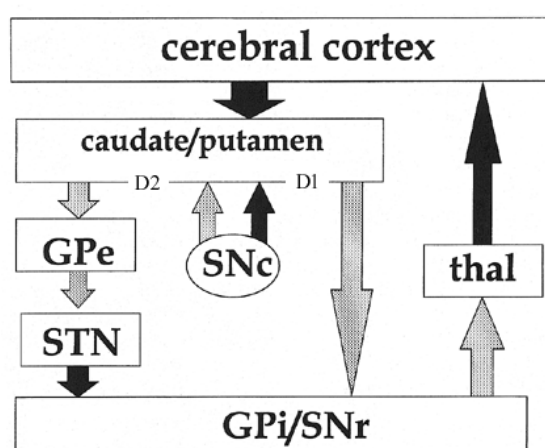 cerebral cortex
caudate/putamen
D2
D1
GPe
SNc
thal
STN
GPi/SNr